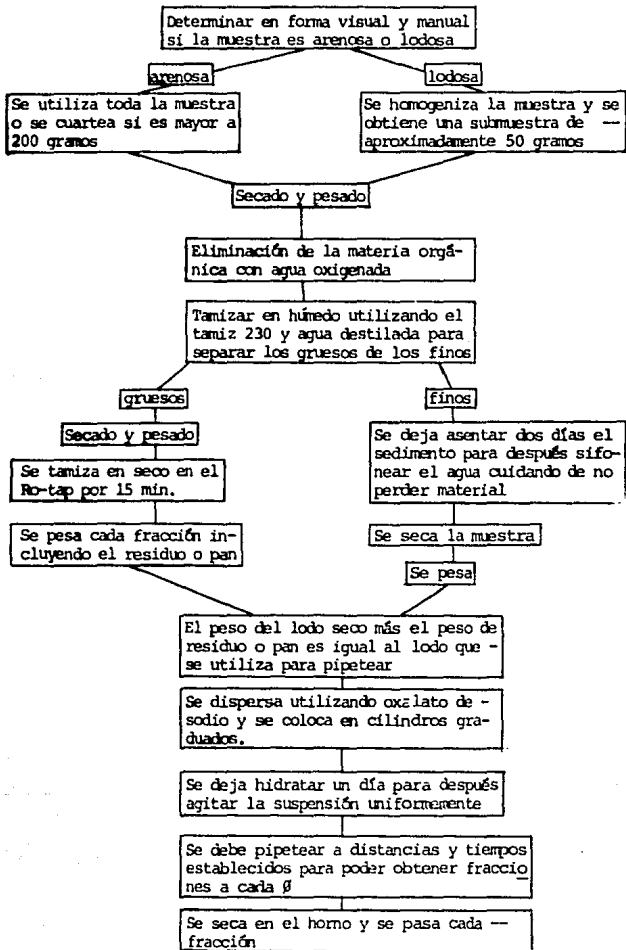 Determinar en forma visual y manual
si la muestra es arenosa o lodosa
arenosa
lodosa
Se utiliza toda la muestra
o se cuartea si es mayor a
200 gramos
Se homogeniza la muestra y se
obtiene una submuestra de --
aproximadamente 50 gramos
Secado y pesado
Eliminación de la materia orgá-
nica con agua oxigenada
Tamizar en húmedo utilizando el
tamiz 230 y agua destilada para
separar los gruesos de los finos
gruesos
finos
Secado y pesado
Se tamiza en seco en el
Ro-tap por 15 min.
Se pesa cada fracción in-
cluyendo el residuo o pan
Se deja asentar dos días el
sedimento para después sifo-
near el agua cuidando de no
perder material
Se seca la muestra
Se pesa
El peso del lodo seco más el peso de
residuo o pan es igual al lodo que -
se utiliza para pipetear
Se dispersa utilizando oxalato de -
sodio y se coloca en cilindros gra-
duados.
Se deja hidratar un día para después
agitar la suspensión uniformemente
Se debe pipetear a distancias y tiempos
establecidos para poder obtener fraccio
nes a cada Ø
Se seca en el horno y se pasa cada --
fracción